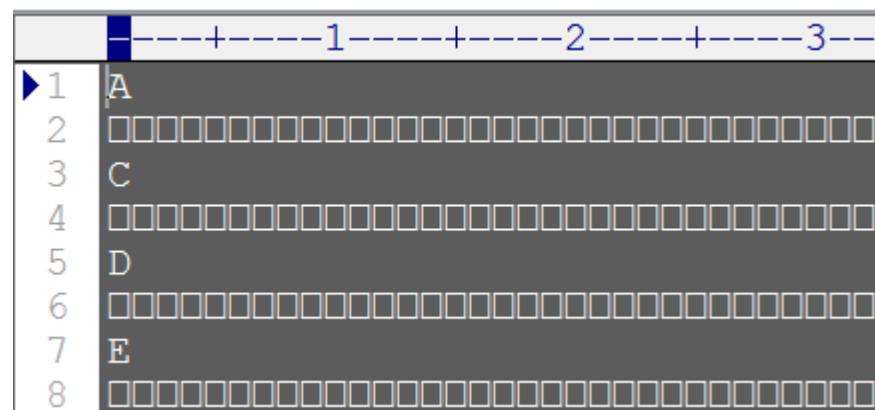 ----+----1----+----2----+----3--
1 A
2 □□□□□□□□□□□□□□□□□□□□□□□□□□□□□□□□
3 C
4 □□□□□□□□□□□□□□□□□□□□□□□□□□□□□□□□
5 D
6 □□□□□□□□□□□□□□□□□□□□□□□□□□□□□□□□
7 E
8 □□□□□□□□□□□□□□□□□□□□□□□□□□□□□□□□